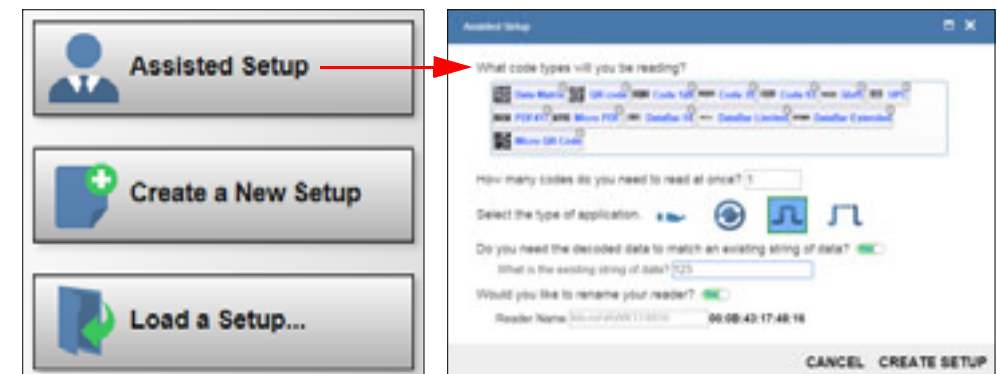 Assisted Setup
Create a New Setup
Load a Setup...
Assisted Setup
What code types will you be reading?
Data Matrix QR code Code 128 Code 39 Code 93 UPC
PDF417 Micro PDF DataBar 14 DataBar Limited DataBar Expanded
Micro QR Code
How many codes do you need to read at once? 1
Select the type of application.
Do you need the decoded data to match an existing string of data?
What is the existing string of data? 123
Would you like to rename your reader?
Reader Name 00:0B:43:17:48:16
CANCEL CREATE SETUP